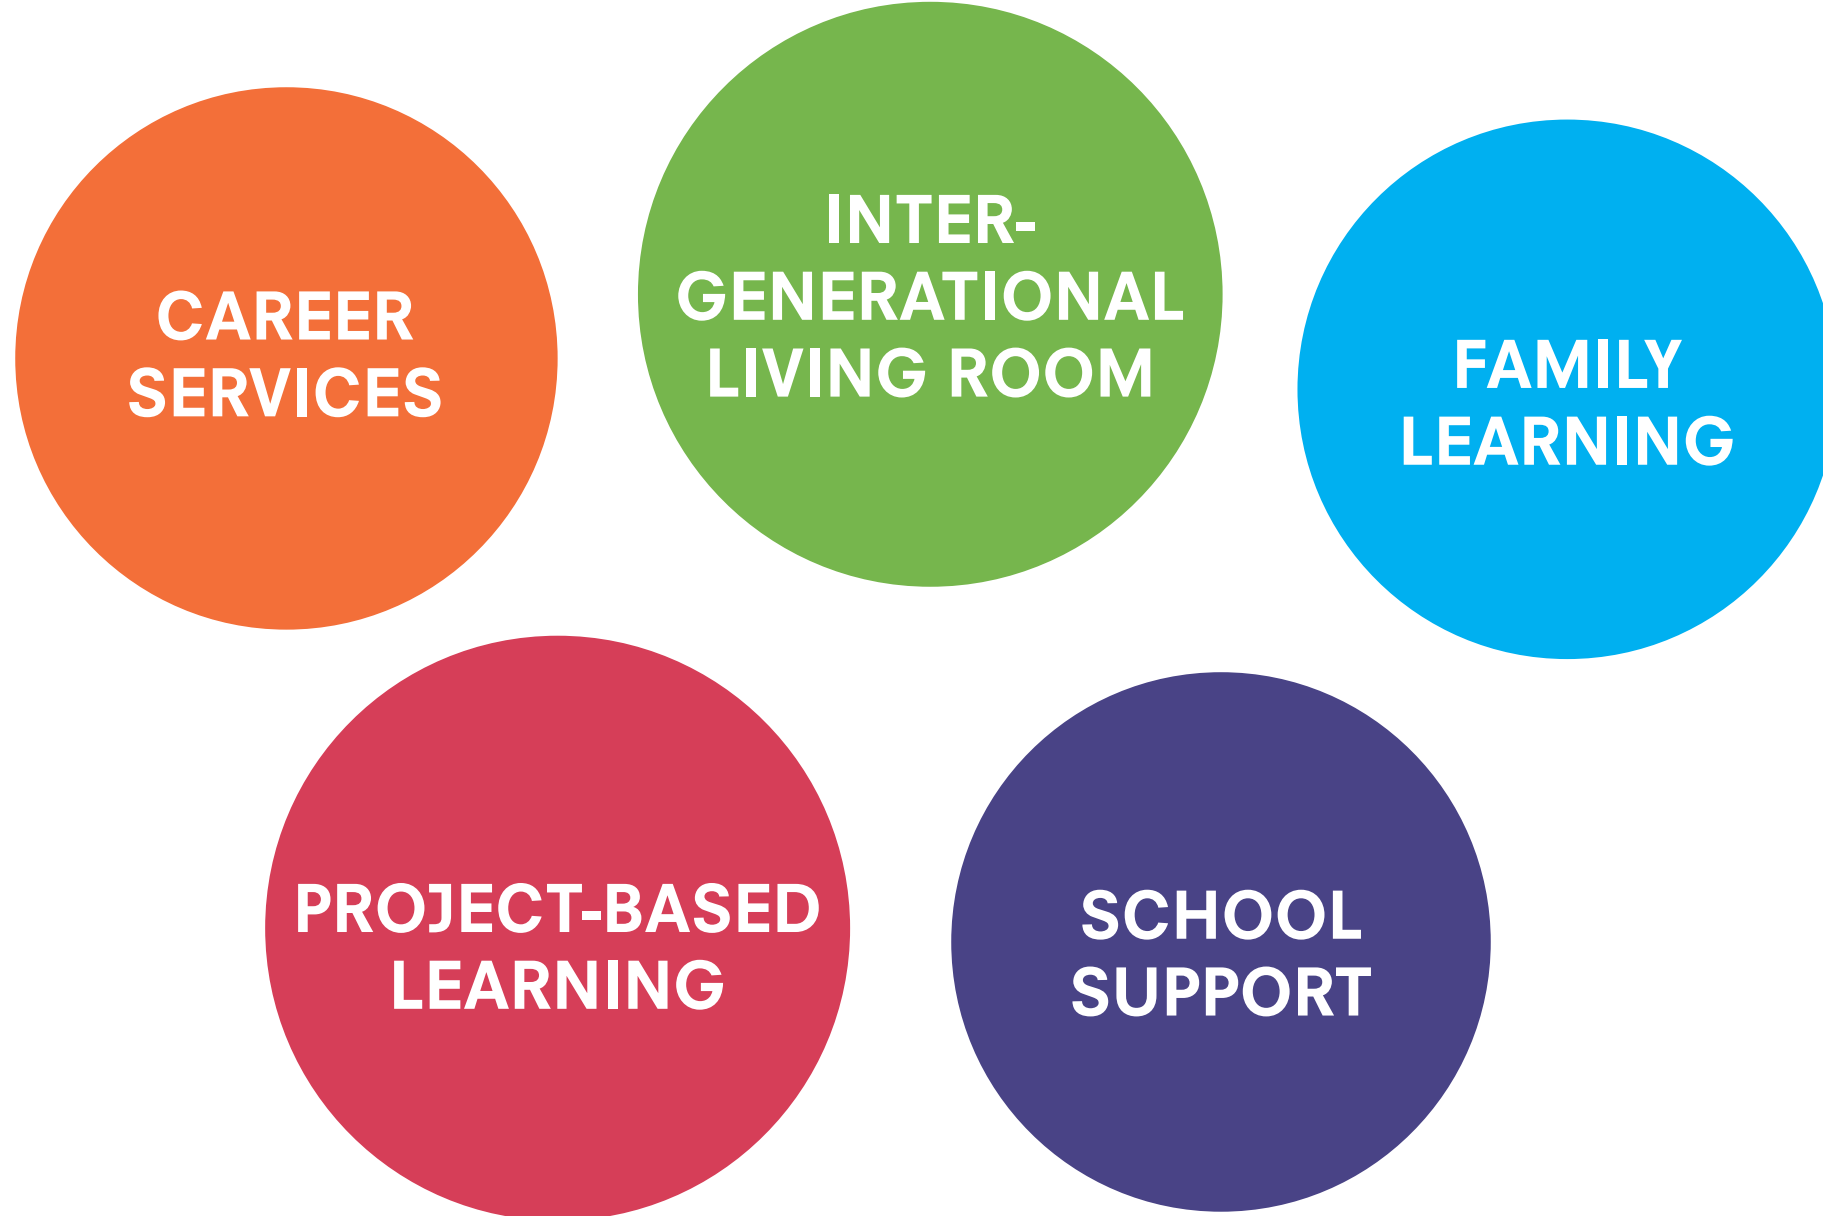 CAREER
SERVICES
INTER-
GENERATIONAL
LIVING ROOM
FAMILY
LEARNING
PROJECT-BASED
LEARNING
SCHOOL
SUPPORT